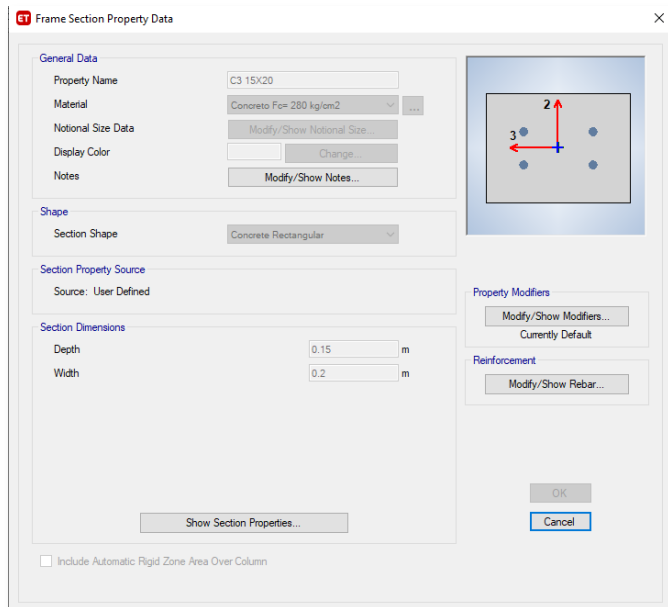 ET Frame Section Property Data
General Data
Property Name C3 15X20
Material Concreto Fc= 280 kg/cm2 ...
Notional Size Data Modify/Show Notional Size...
Display Color Change...
Notes Modify/Show Notes...
Shape
Section Shape Concrete Rectangular
Section Property Source
Source: User Defined
Section Dimensions
Depth 0.15 m
Width 0.2 m
Show Section Properties...
Include Automatic Rigid Zone Area Over Column
2
3
Property Modifiers
Modify/Show Modifiers...
Currently Default
Reinforcement
Modify/Show Rebar...
OK
Cancel